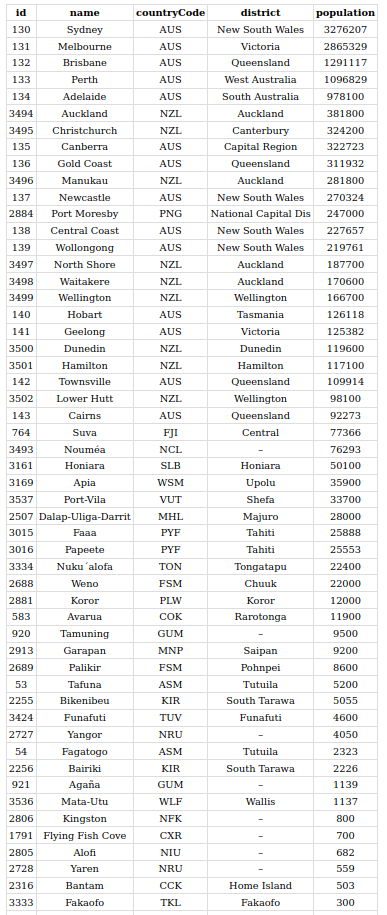 id name countryCode district population
130 Sydney AUS New South Wales 3276207
131 Melbourne AUS Victoria 2865329
132 Brisbane AUS Queensland 1291117
133 Perth AUS West Australia 1096829
134 Adelaide AUS South Australia 978100
3494 Auckland NZL Auckland 381800
3495 Christchurch NZL Canterbury 324200
135 Canberra AUS Capital Region 322723
136 Gold Coast AUS Queensland 311932
3496 Manukau NZL Auckland 281800
137 Newcastle AUS New South Wales 270324
2884 Port Moresby PNG National Capital Dis 247000
138 Central Coast AUS New South Wales 227657
139 Wollongong AUS New South Wales 219761
3497 North Shore NZL Auckland 187700
3498 Waitakere NZL Auckland 170600
3499 Wellington NZL Wellington 166700
140 Hobart AUS Tasmania 126118
141 Geelong AUS Victoria 125382
3500 Dunedin NZL Dunedin 119600
3501 Hamilton NZL Hamilton 117100
142 Townsville AUS Queensland 109914
3502 Lower Hutt NZL Wellington 98100
143 Cairns AUS Queensland 92273
764 Suva FJI Central 77366
3493 Nouméa NCL – 76293
3161 Honiara SLB Honiara 50100
3169 Apia WSM Upolu 35900
3537 Port-Vila VUT Shefa 33700
2507 Dalap-Uliga-Darrit MHL Majuro 28000
3015 Faaa PYF Tahiti 25888
3016 Papeete PYF Tahiti 25553
3334 Nuku´alofa TON Tongatapu 22400
2688 Weno FSM Chuuk 22000
2881 Koror PLW Koror 12000
583 Avarua COK Rarotonga 11900
920 Tamuning GUM – 9500
2913 Garapan MNP Saipan 9200
2689 Palikir FSM Pohnpei 8600
53 Tafuna ASM Tutuila 5200
2255 Bikenibeu KIR South Tarawa 5055
3424 Funafuti TUV Funafuti 4600
2727 Yangor NRU – 4050
54 Fagatogo ASM Tutuila 2323
2256 Bairiki KIR South Tarawa 2226
921 Agaña GUM – 1139
3536 Mata-Utu WLF Wallis 1137
2806 Kingston NFK – 800
1791 Flying Fish Cove CXR – 700
2805 Alofi NIU – 682
2728 Yaren NRU – 559
2316 Bantam CCK Home Island 503
3333 Fakaofo TKL Fakaofo 300